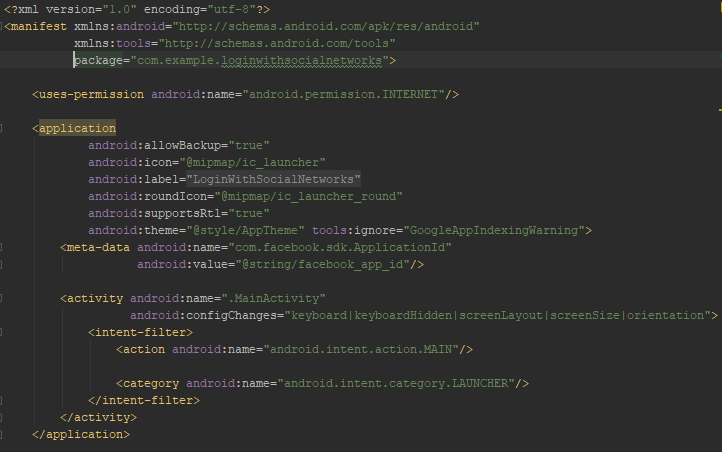 <?xml version="1.0" encoding="utf-8"?>
<manifest xmlns:android="http://schemas.android.com/apk/res/android"
xmlns:tools="http://schemas.android.com/tools"
package="com.example.loginwithsocialnetworks">
<uses-permission android:name="android.permission.INTERNET"/>
<application
android:allowBackup="true"
android:icon="@mipmap/ic_launcher"
android:label="LoginWithSocialNetworks"
android:roundIcon="@mipmap/ic_launcher_round"
android:supportsRtl="true"
android:theme="@style/AppTheme" tools:ignore="GoogleAppIndexingWarning">
<meta-data android:name="com.facebook.sdk.ApplicationId"
android:value="@string/facebook_app_id"/>
<activity android:name=".MainActivity"
android:configChanges="keyboard|keyboardHidden|screenLayout|screenSize|orientation">
<intent-filter>
<action android:name="android.intent.action.MAIN"/>
<category android:name="android.intent.category.LAUNCHER"/>
</intent-filter>
</activity>
</application>